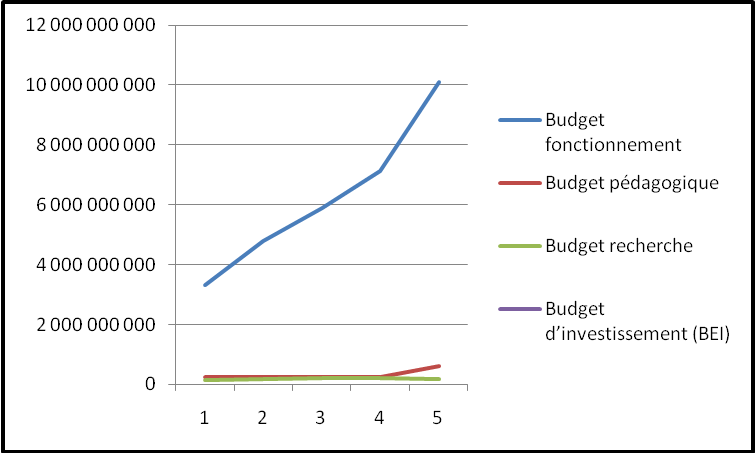 12 000 000 000
10 000 000 000
8 000 000 000
6 000 000 000
4 000 000 000
2 000 000 000
0
1 2 3 4 5
Budget
fonctionnement
Budget pédagogique
Budget recherche
Budget
d’investissement (BEI)